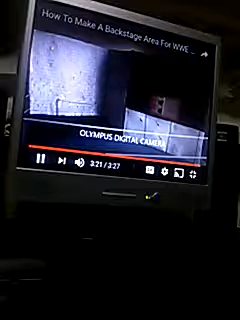 How To Make A Backstage Area For WWE ...
OLYMPUS DIGITAL CAMERA
3:21 / 3:27